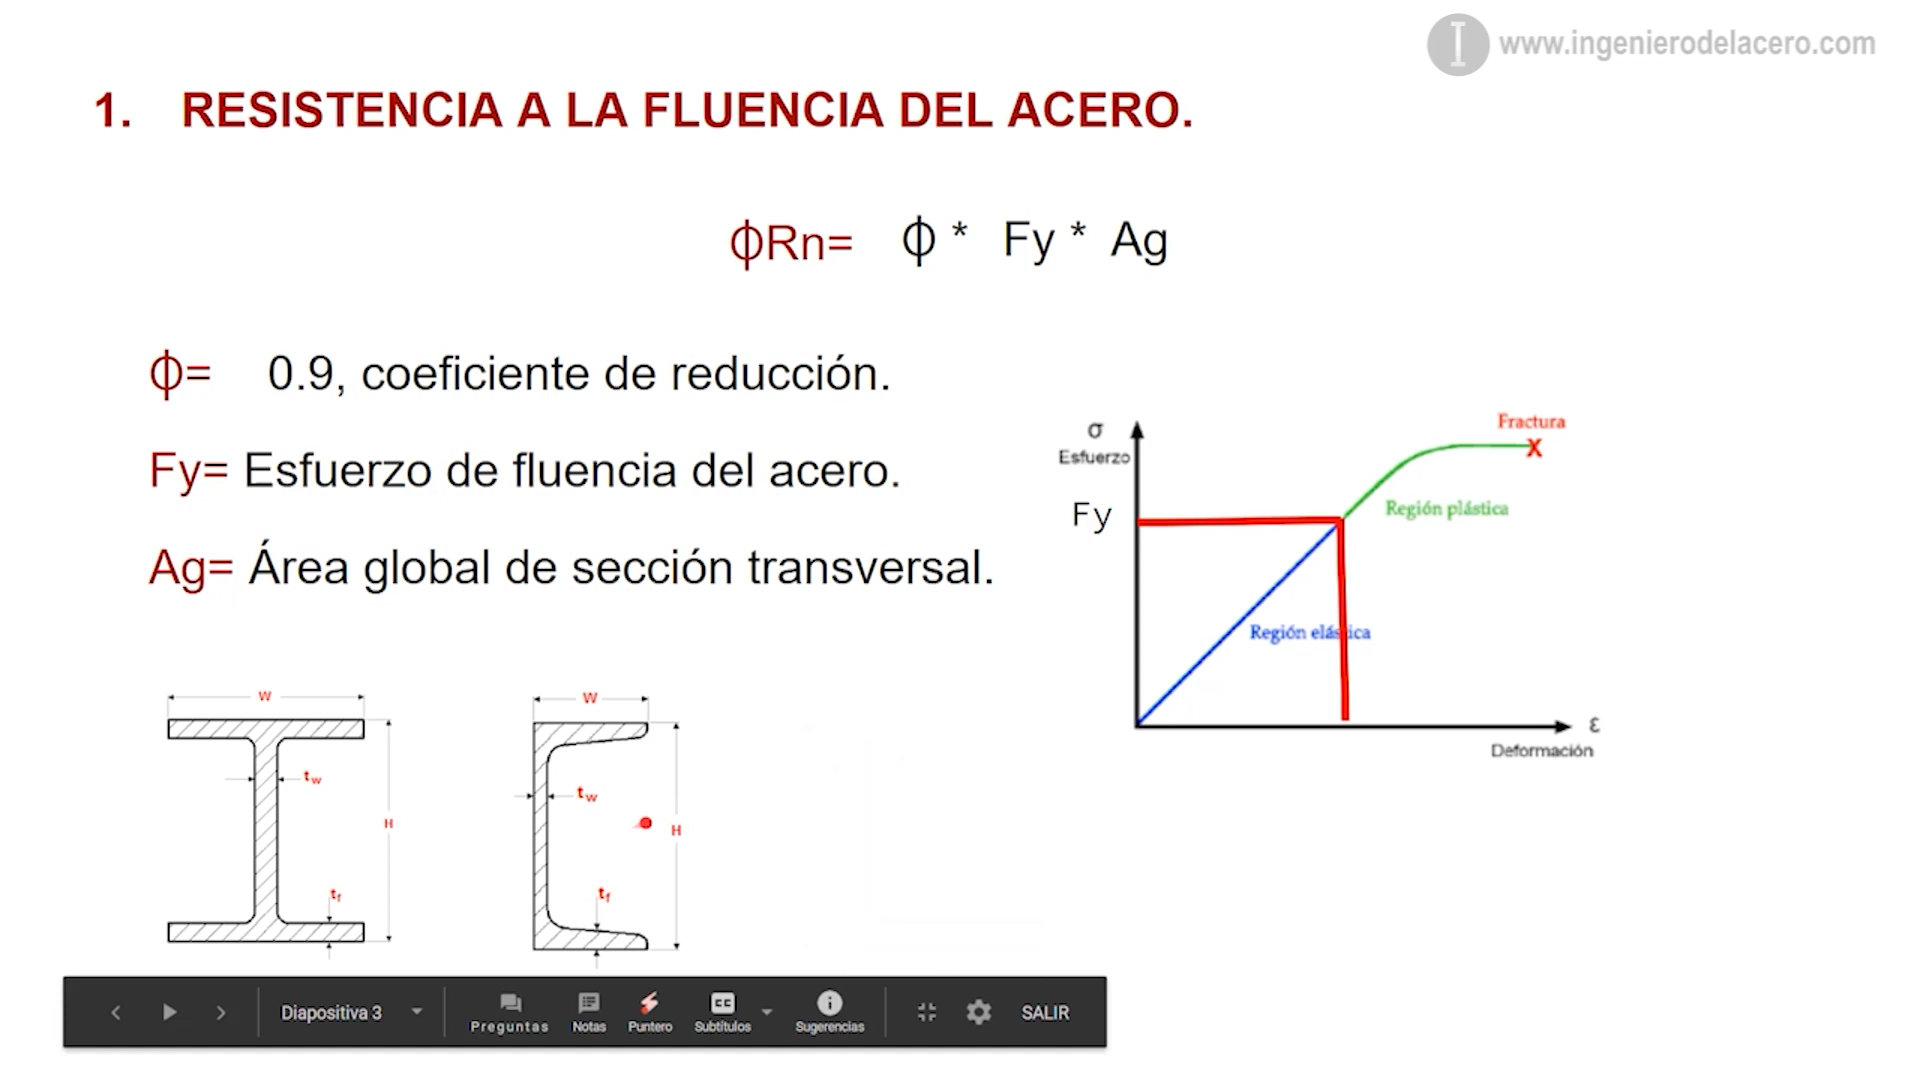 www.ingenierodelacero.com
1. RESISTENCIA A LA FLUENCIA DEL ACERO.
ϕRn= ϕ * Fy * Ag
ϕ= 0.9, coeficiente de reducción.
Fy= Esfuerzo de fluencia del acero.
Ag= Área global de sección transversal.
σ
Esfuerzo
Fy
Fractura
X
Región plástica
Región elástica
ε
Deformación
W
tw
H
tf
W
tw
H
tf
Diapositiva 3
Preguntas
Notas
Puntero
CC
Subtítulos
Sugerencias
SALIR